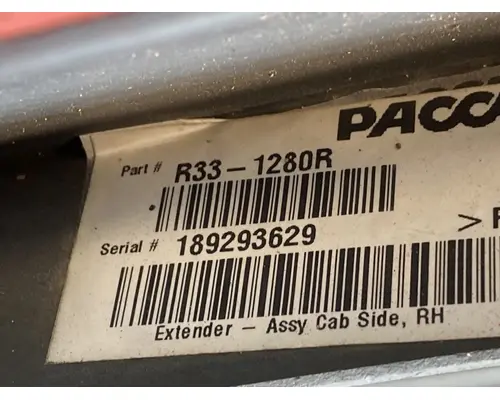 PACCA
Part # R33-1280R
Serial # 189293629
>
Extender - Assy Cab Side, RH